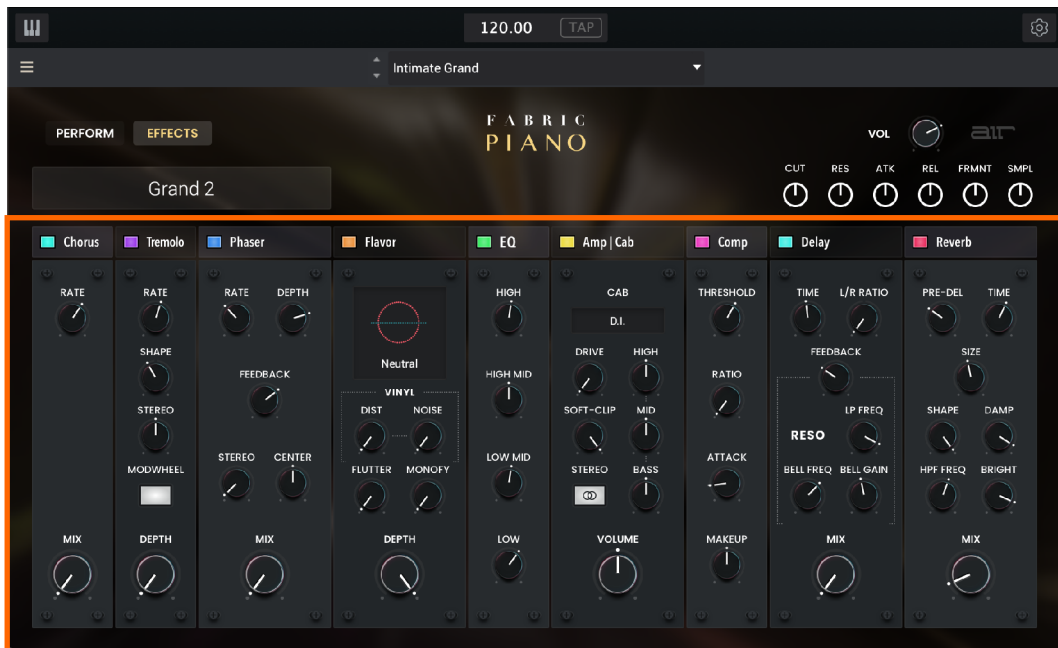 120.00 TAP
Intimate Grand
FABRIC
PIANO
PERFORM EFFECTS
VOL
air
Grand 2
CUT RES ATK REL FRMNT SMPL
Chorus Tremolo Phaser Flavor EQ Amp|Cab Comp Delay Reverb
RATE
MIX
RATE
SHAPE
STEREO
MODWHEEL
DEPTH
RATE DEPTH
FEEDBACK
STEREO CENTER
MIX
Neutral
VINYL
DIST NOISE
FLUTTER MONOFY
DEPTH
HIGH
HIGH MID
LOW MID
LOW
CAB
D.I.
DRIVE HIGH
SOFT-CLIP MID
STEREO BASS
VOLUME
THRESHOLD
RATIO
ATTACK
MAKEUP
TIME L/R RATIO
FEEDBACK
LP FREQ
RESO
BELL FREQ BELL GAIN
MIX
PRE-DEL TIME
SIZE
SHAPE DAMP
HPF FREQ BRIGHT
MIX